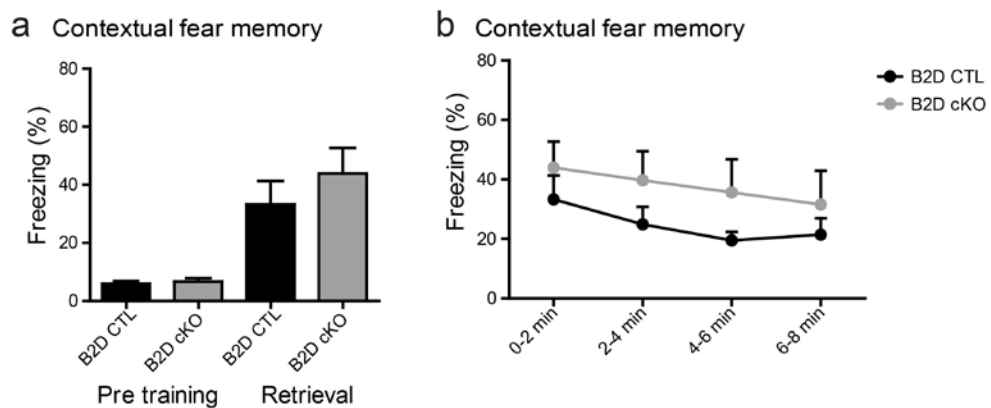 a Contextual fear memory
Freezing (%)
80
60
40
20
0
B2D CTL
B2D cKO
B2D CTL
B2D cKO
Pre training
Retrieval
b Contextual fear memory
Freezing (%)
80
60
40
20
0
0-2 min
2-4 min
4-6 min
6-8 min
B2D CTL
B2D cKO